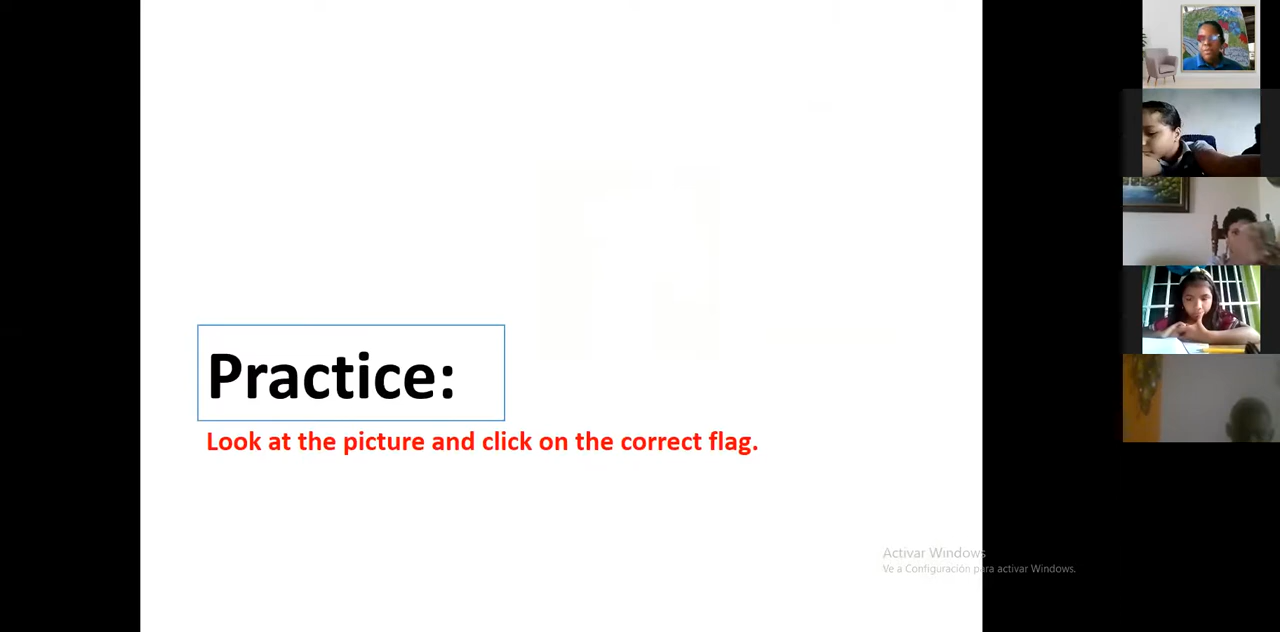 Practice:
Look at the picture and click on the correct flag.
Activar Windows
Ve a Configuración para activar Windows.